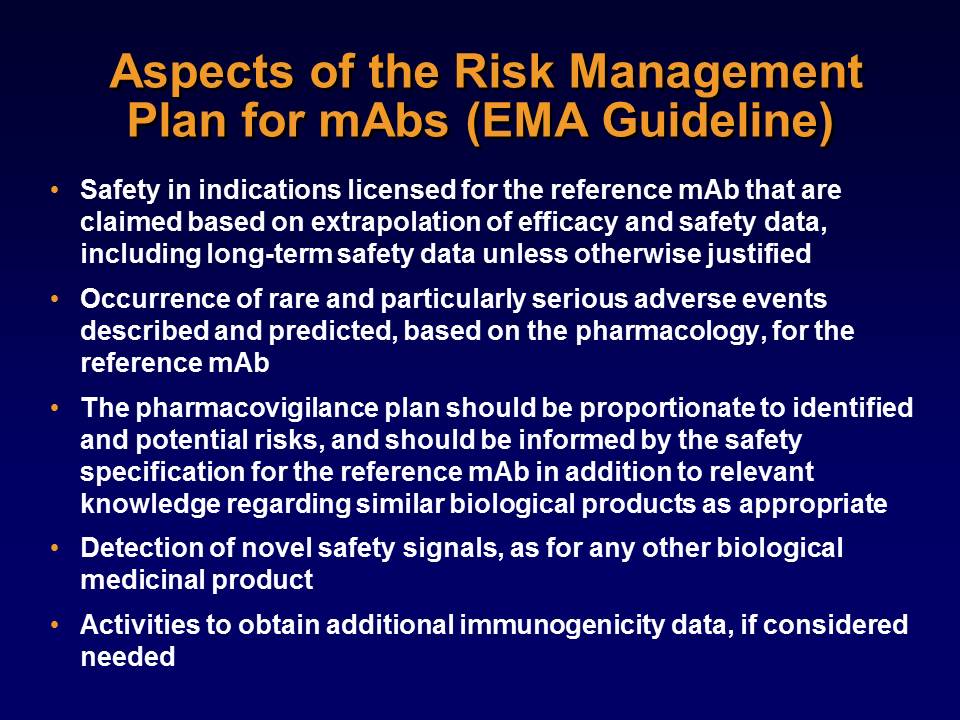 Aspects of the Risk Management
Plan for mAbs (EMA Guideline)
• Safety in indications licensed for the reference mAb that are
claimed based on extrapolation of efficacy and safety data,
including long-term safety data unless otherwise justified
• Occurrence of rare and particularly serious adverse events
described and predicted, based on the pharmacology, for the
reference mAb
• The pharmacovigilance plan should be proportionate to identified
and potential risks, and should be informed by the safety
specification for the reference mAb in addition to relevant
knowledge regarding similar biological products as appropriate
• Detection of novel safety signals, as for any other biological
medicinal product
• Activities to obtain additional immunogenicity data, if considered
needed